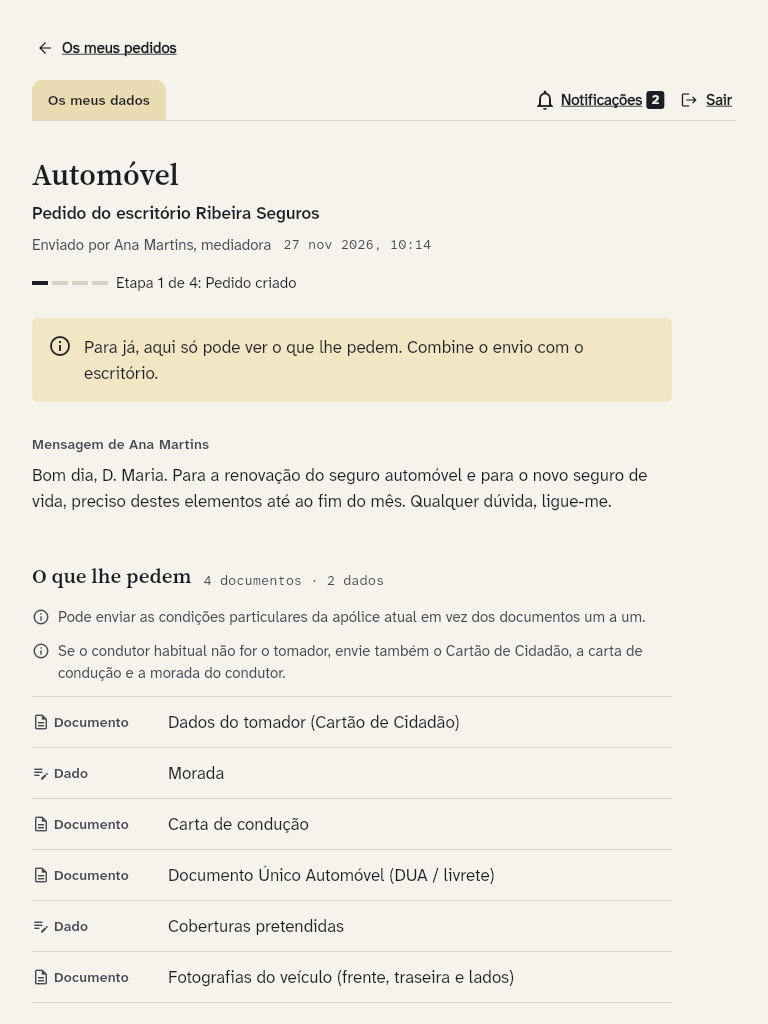 Os meus pedidos
Os meus dados
Notificações 2
Sair
Automóvel
Pedido do escritório Ribeira Seguros
Enviado por Ana Martins, mediadora 27 nov 2026, 10:14
Etapa 1 de 4: Pedido criado
Para já, aqui só pode ver o que lhe pedem. Combine o envio com o
escritório.
Mensagem de Ana Martins
Bom dia, D. Maria. Para a renovação do seguro automóvel e para o novo seguro de
vida, preciso destes elementos até ao fim do mês. Qualquer dúvida, ligue-me.
O que lhe pedem 4 documentos · 2 dados
Pode enviar as condições particulares da apólice atual em vez dos documentos um a um.
Se o condutor habitual não for o tomador, envie também o Cartão de Cidadão, a carta de
condução e a morada do condutor.
Documento Dados do tomador (Cartão de Cidadão)
Dado Morada
Documento Carta de condução
Documento Documento Único Automóvel (DUA / livrete)
Dado Coberturas pretendidas
Documento Fotografias do veículo (frente, traseira e lados)